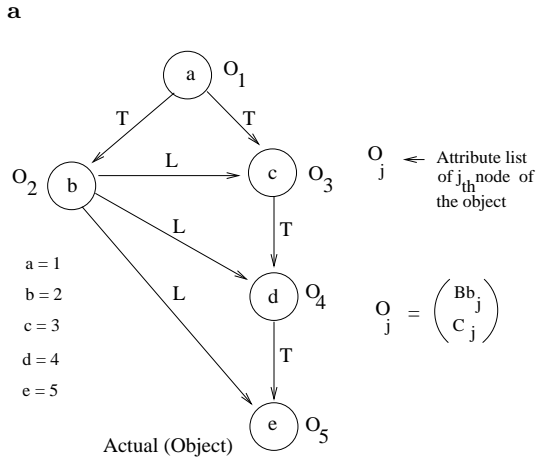 a
a O1
T T
L
O2 b c O3
Oj ← Attribute list
of jth node of
the object
T
L
a = 1
b = 2
c = 3
d = 4
e = 5
L
d O4
Oj = ( Bbj
Cj )
T
e O5
Actual (Object)